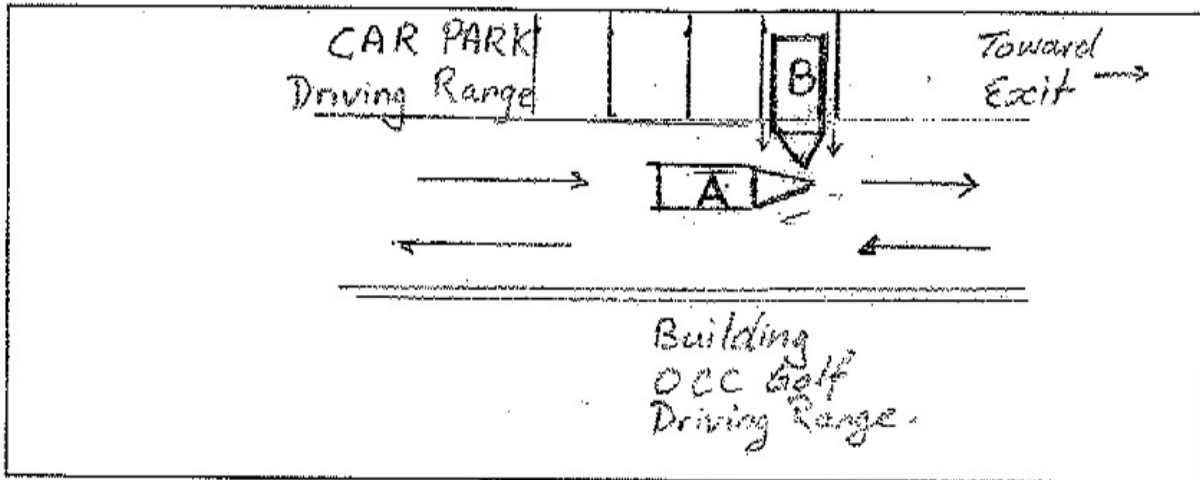 CAR PARK
Driving Range
B
Toward
Exit
A
Building
OCC Golf
Driving Range.